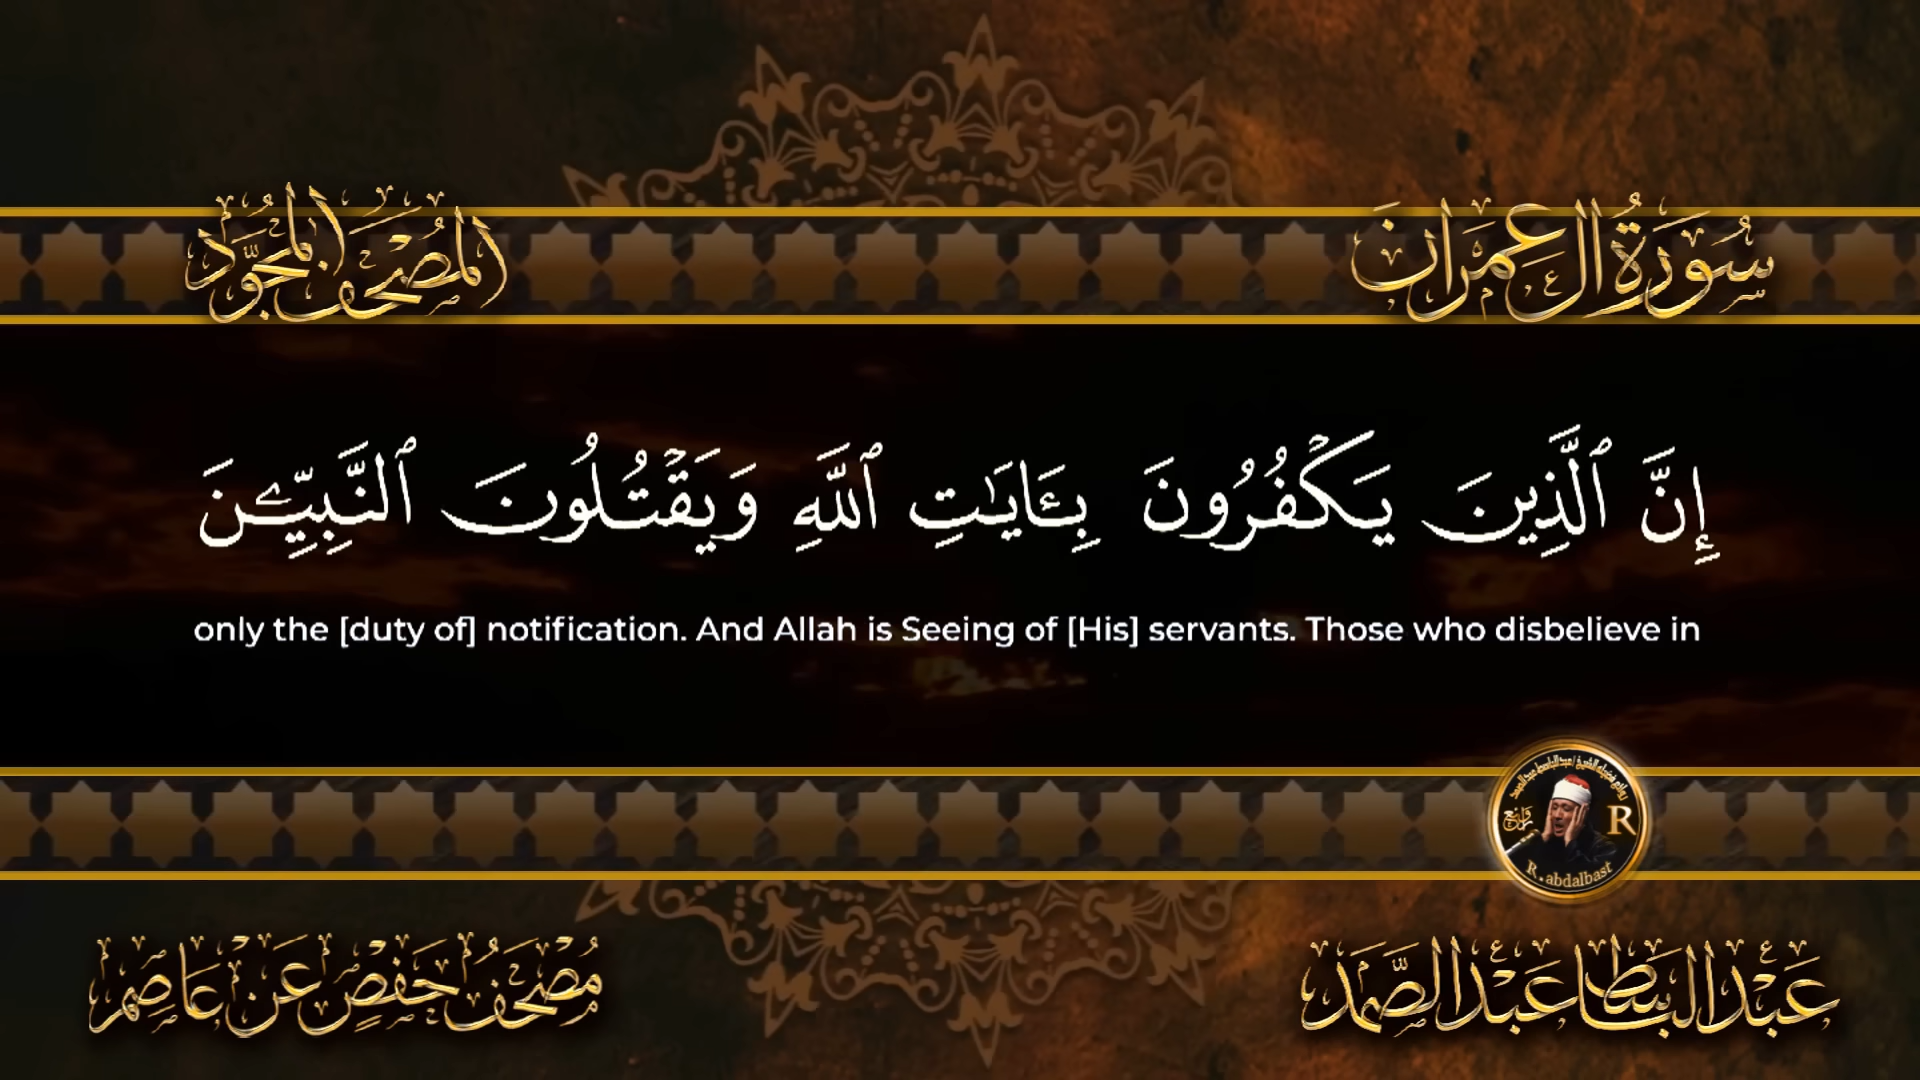 سُورَةُ آلِ عِمْرَان
المُصْحَفُ المُجَوَّد
إِنَّ ٱلَّذِينَ يَكْفُرُونَ بِـَٔايَـٰتِ ٱللَّهِ وَيَقْتُلُونَ ٱلنَّبِيِّـۧنَ
only the [duty of] notification. And Allah is Seeing of [His] servants. Those who disbelieve in
روائع
R
R.abdalbast
عَبْدُ البَاسِط عَبْدُ الصَّمَد
مُصْحَفُ حَفْصٍ عَنْ عَاصِم